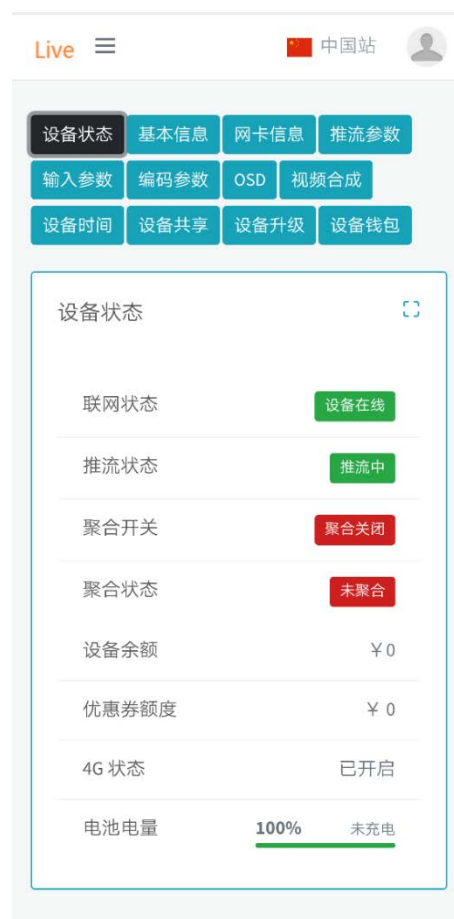 Live 中国站
设备状态 基本信息 网卡信息 推流参数
输入参数 编码参数 OSD 视频合成
设备时间 设备共享 设备升级 设备钱包
设备状态
联网状态 设备在线
推流状态 推流中
聚合开关 聚合关闭
聚合状态 未聚合
设备余额 ￥0
优惠券额度 ￥ 0
4G 状态 已开启
电池电量 100% 未充电